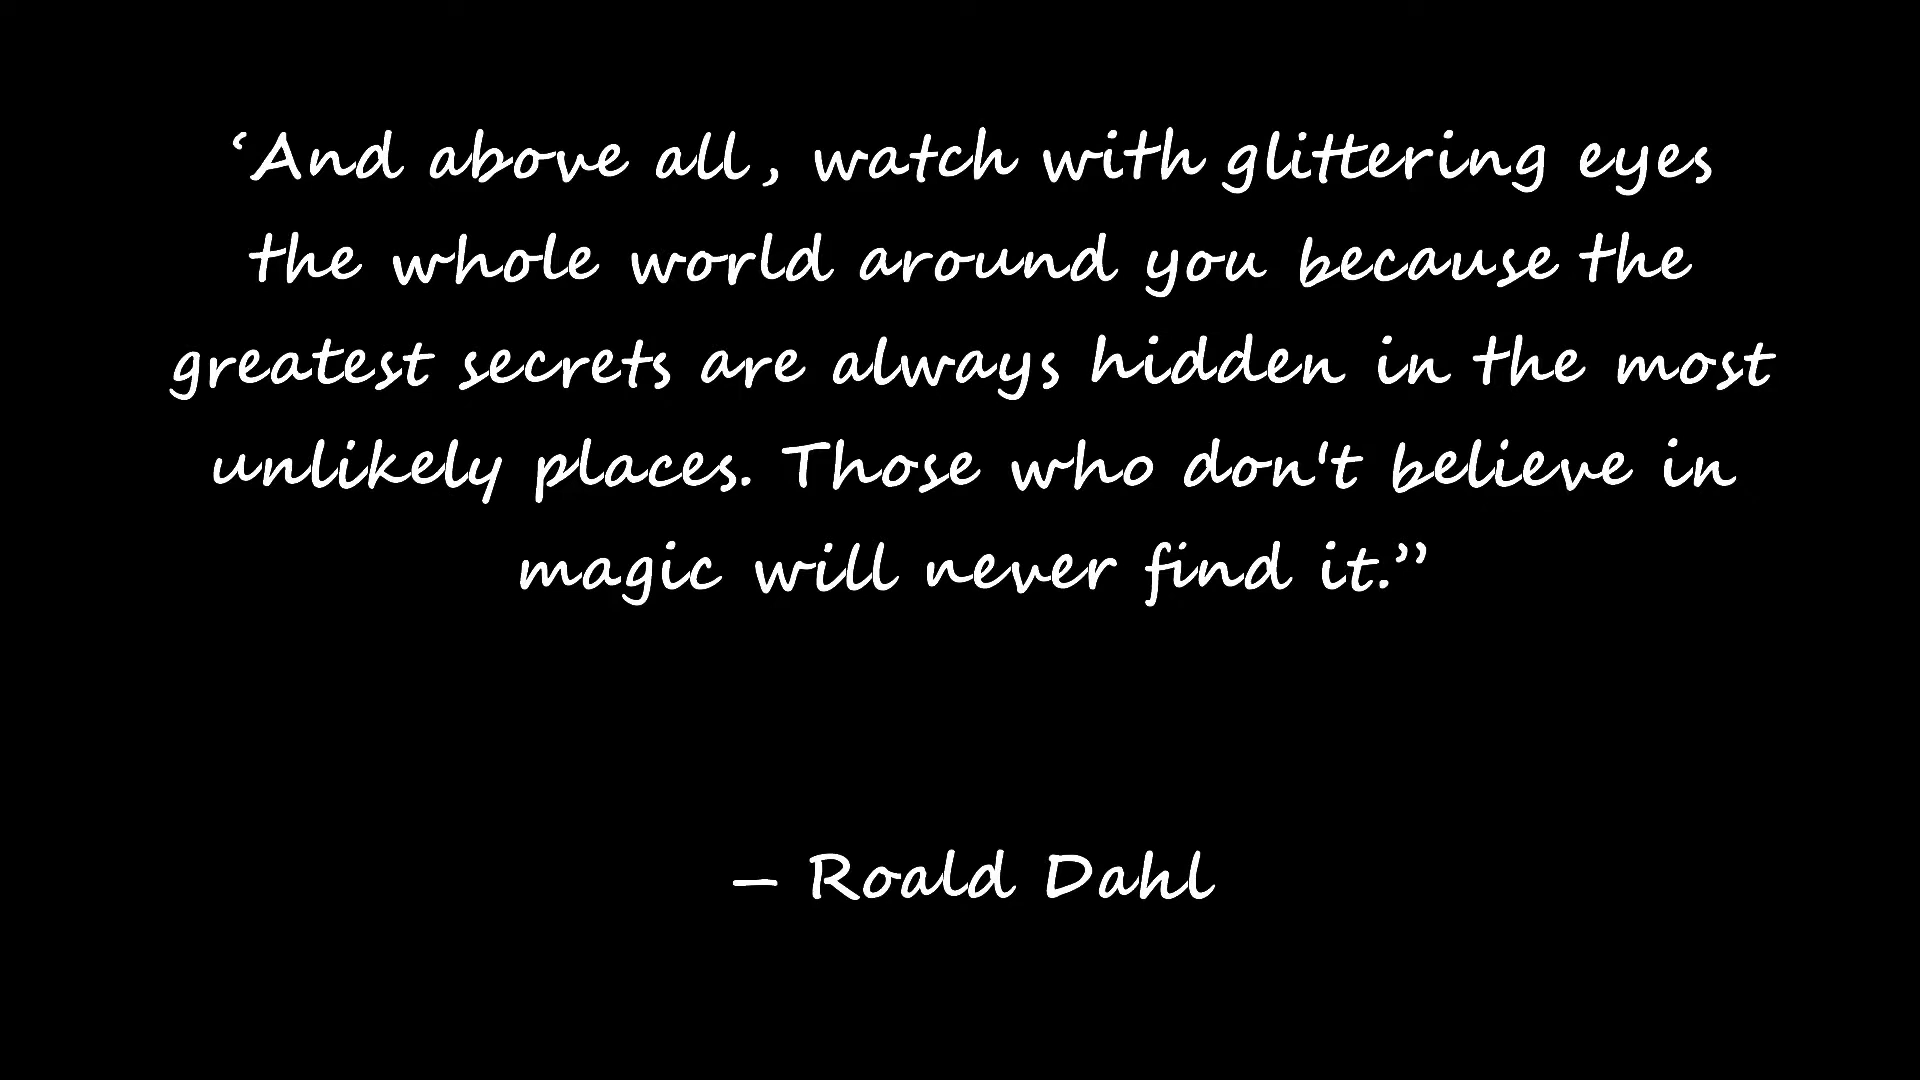 ‘And above all, watch with glittering eyes
the whole world around you because the
greatest secrets are always hidden in the most
unlikely places. Those who don't believe in
magic will never find it.”
— Roald Dahl